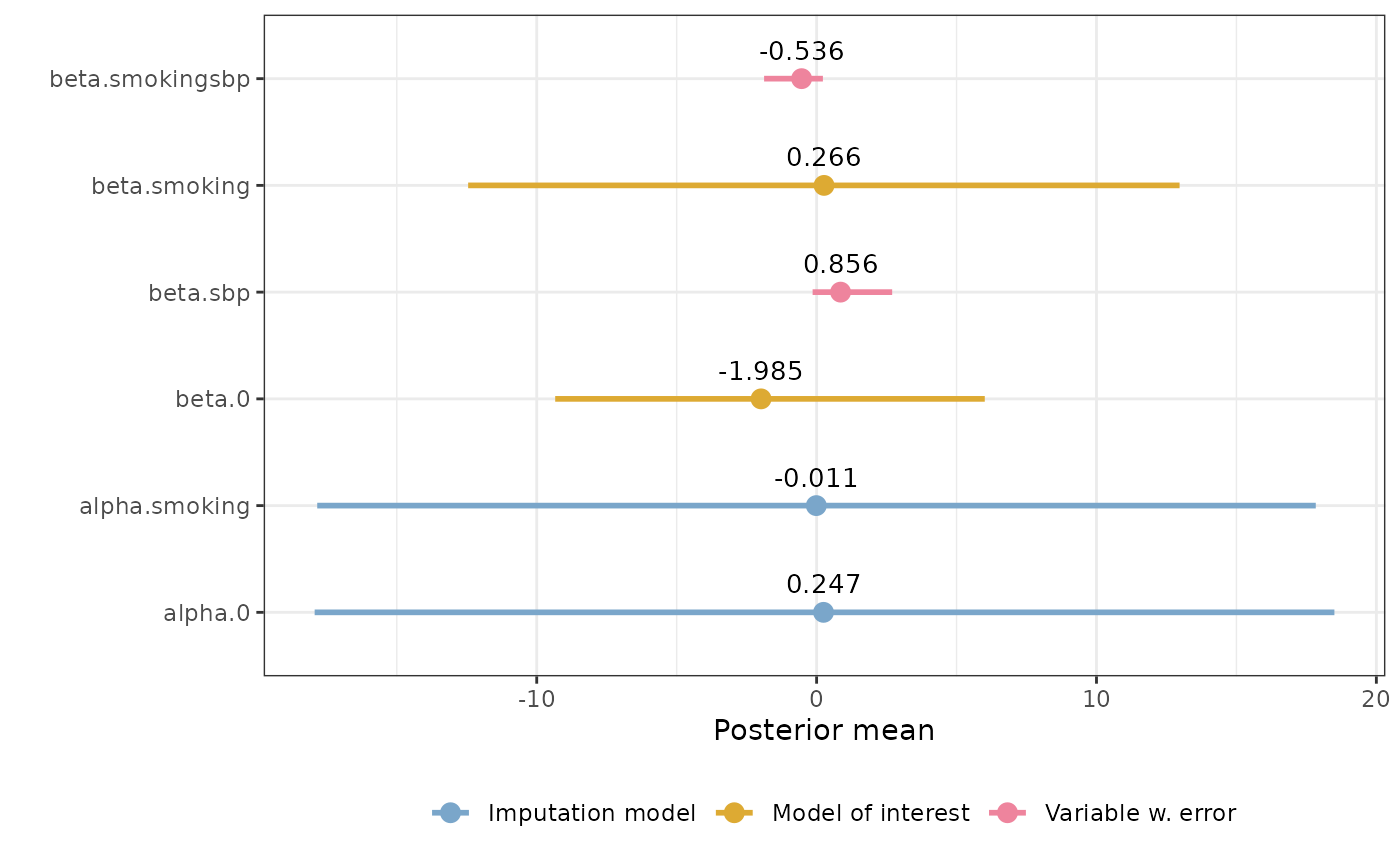 -0.536
beta.smokingsbp
0.266
beta.smoking
0.856
beta.sbp
-1.985
beta.0
-0.011
alpha.smoking
0.247
alpha.0
-10 0 10 20
Posterior mean
Imputation model Model of interest Variable w. error